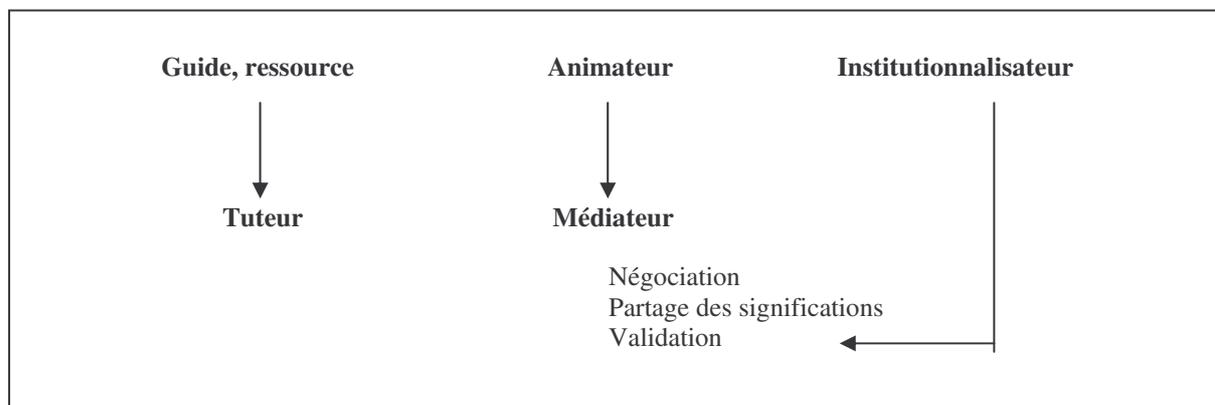 Guide, ressource
Animateur
Institutionnalisateur
Tuteur
Médiateur
Négociation
Partage des significations
Validation